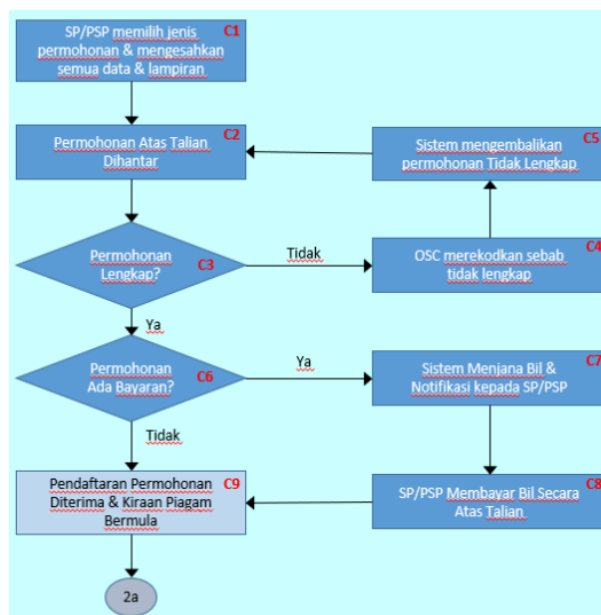 SP/PSP memilih jenis C1
permohonan & mengesahkan
semua data & lampiran
Permohonan Atas Talian C2
Dihantar
Sistem mengembalikan C5
permohonan Tidak Lengkap
Permohonan
Lengkap?
C3
Tidak
OSC merekodkan sebab C4
tidak lengkap
Ya
Permohonan
Ada Bayaran?
C6
Ya
Sistem Menjana Bil & C7
Notifikasi kepada SP/PSP
Tidak
Pendaftaran Permohonan C9
Diterima & Kiraan Piagam
Bermula
SP/PSP Membayar Bil Secara C8
Atas Talian
2a